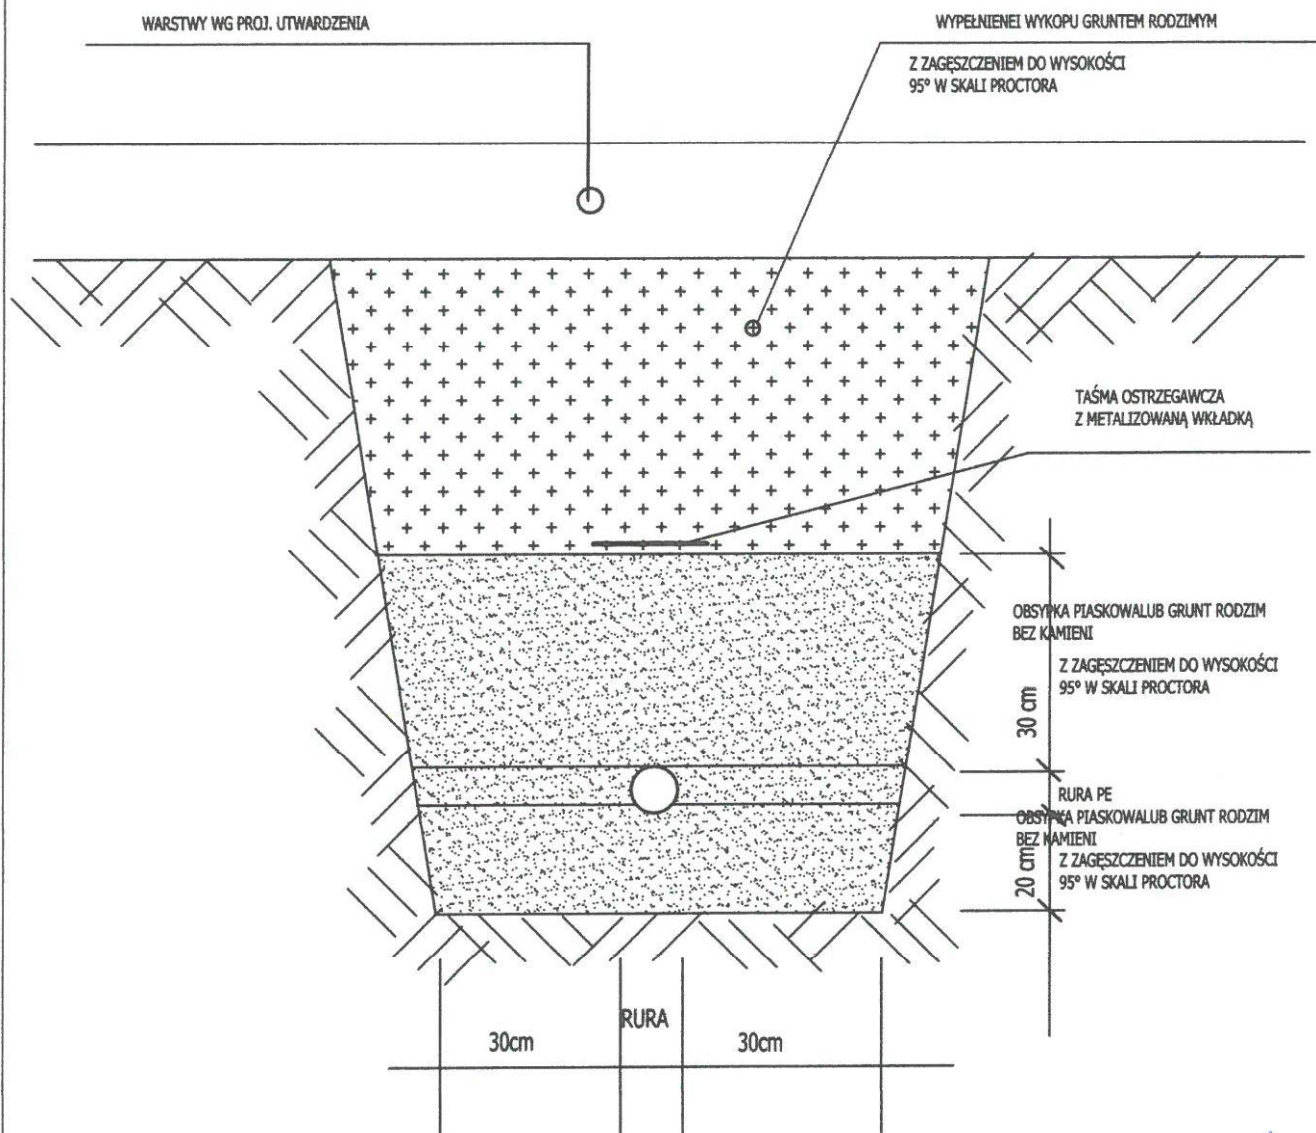 WARSTWY WG PROJ. UTWARDZENIA
WYPEŁNIENEI WYKOPU GRUNTEM RODZIMYM
Z ZAGĘSZCZENIEM DO WYSOKOŚCI
95° W SKALI PROCTORA
TAŚMA OSTRZEGAWCZA
Z METALIZOWANĄ WKŁADKĄ
OBSYPKA PIASKOWALUB GRUNT RODZIM
BEZ KAMIENI
Z ZAGĘSZCZENIEM DO WYSOKOŚCI
95° W SKALI PROCTORA
30 cm
RURA PE
OBSYPKA PIASKOWALUB GRUNT RODZIM
BEZ KAMIENI
Z ZAGĘSZCZENIEM DO WYSOKOŚCI
95° W SKALI PROCTORA
20 cm
RURA
30cm
30cm